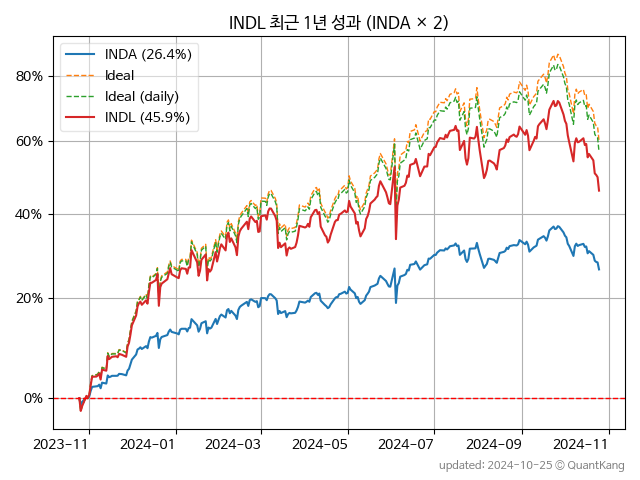 INDL 최근 1년 성과 (INDA × 2)
INDA (26.4%)
Ideal
Ideal (daily)
INDL (45.9%)
80%
60%
40%
20%
0%
2023-11 2024-01 2024-03 2024-05 2024-07 2024-09 2024-11
updated: 2024-10-25 © QuantKang